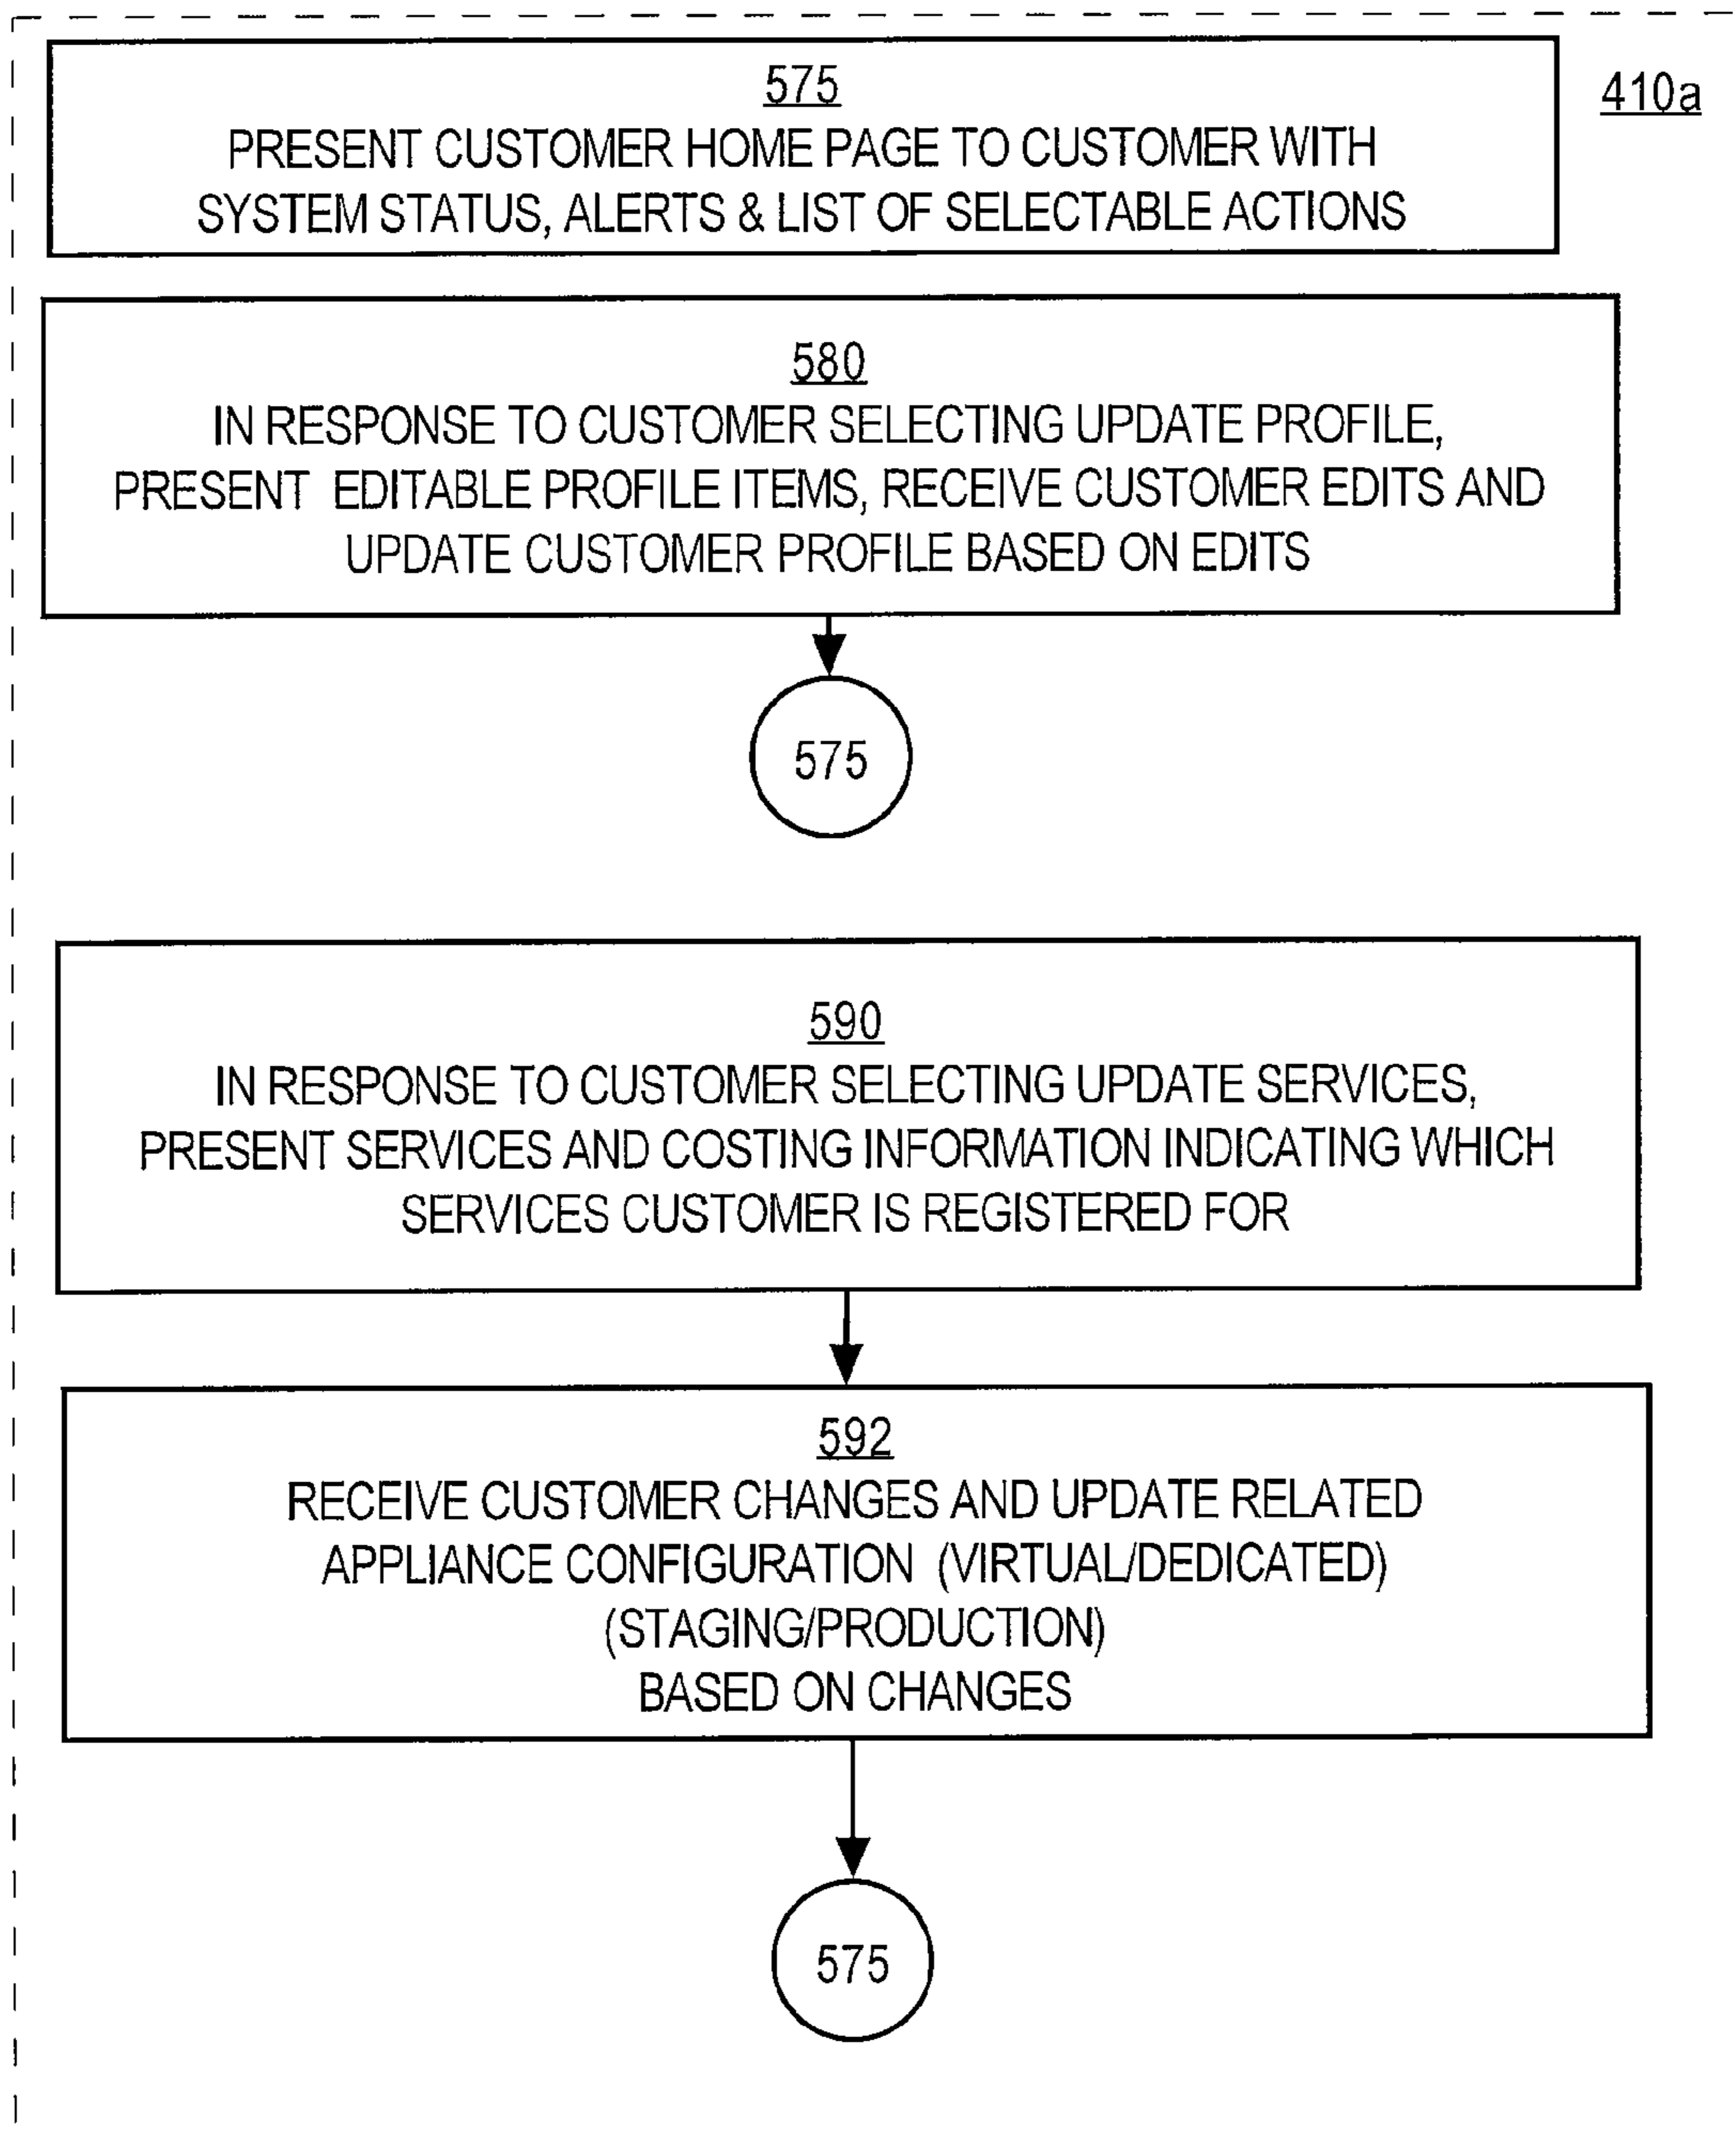 575
410a
PRESENT CUSTOMER HOME PAGE TO CUSTOMER WITH
SYSTEM STATUS, ALERTS & LIST OF SELECTABLE ACTIONS
580
IN RESPONSE TO CUSTOMER SELECTING UPDATE PROFILE,
PRESENT EDITABLE PROFILE ITEMS, RECEIVE CUSTOMER EDITS AND
UPDATE CUSTOMER PROFILE BASED ON EDITS
575
590
IN RESPONSE TO CUSTOMER SELECTING UPDATE SERVICES,
PRESENT SERVICES AND COSTING INFORMATION INDICATING WHICH
SERVICES CUSTOMER IS REGISTERED FOR
592
RECEIVE CUSTOMER CHANGES AND UPDATE RELATED
APPLIANCE CONFIGURATION (VIRTUAL/DEDICATED)
(STAGING/PRODUCTION)
BASED ON CHANGES
575